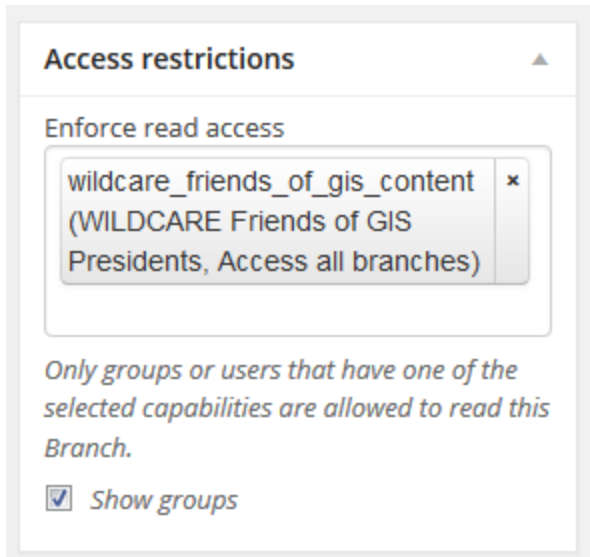 Access restrictions
Enforce read access
wildcare_friends_of_gis_content
(WILDCARE Friends of GIS
Presidents, Access all branches)
×
Only groups or users that have one of the
selected capabilities are allowed to read this
Branch.
Show groups